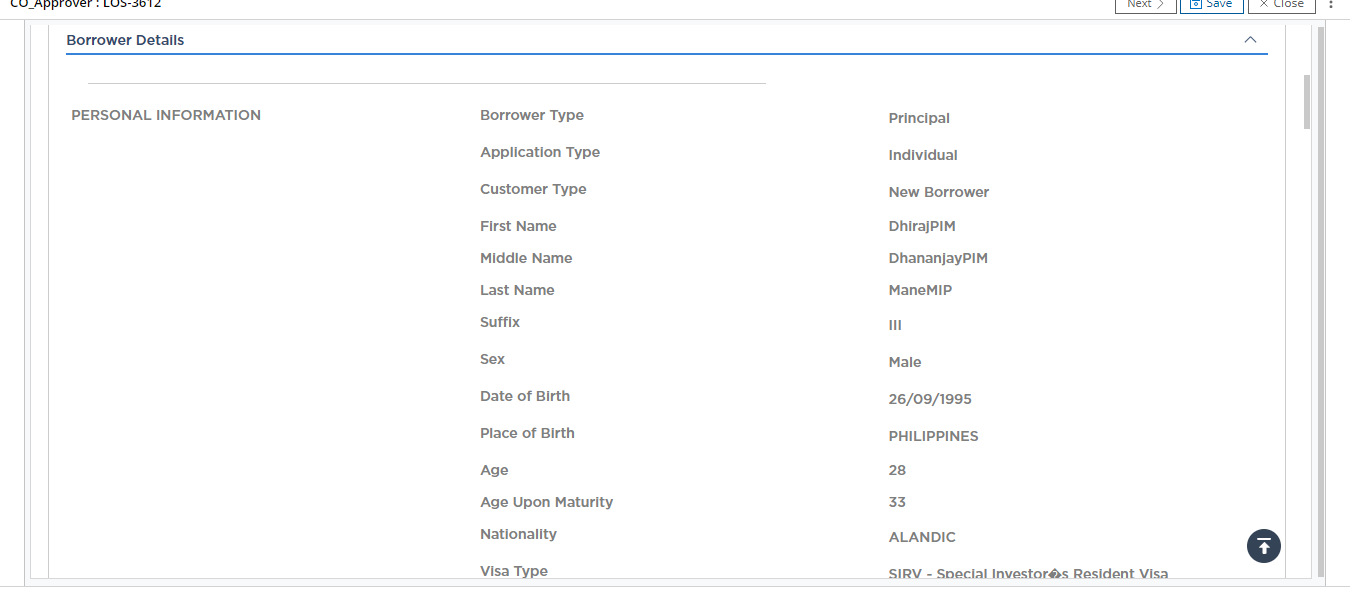 CO_Approver : LOS-3612
Next
Save
Close
Borrower Details
PERSONAL INFORMATION
Borrower Type Principal
Application Type Individual
Customer Type New Borrower
First Name DhirajPIM
Middle Name DhananjayPIM
Last Name ManeMIP
Suffix III
Sex Male
Date of Birth 26/09/1995
Place of Birth PHILIPPINES
Age 28
Age Upon Maturity 33
Nationality ALANDIC
Visa Type SIRV - Special Investor�s Resident Visa